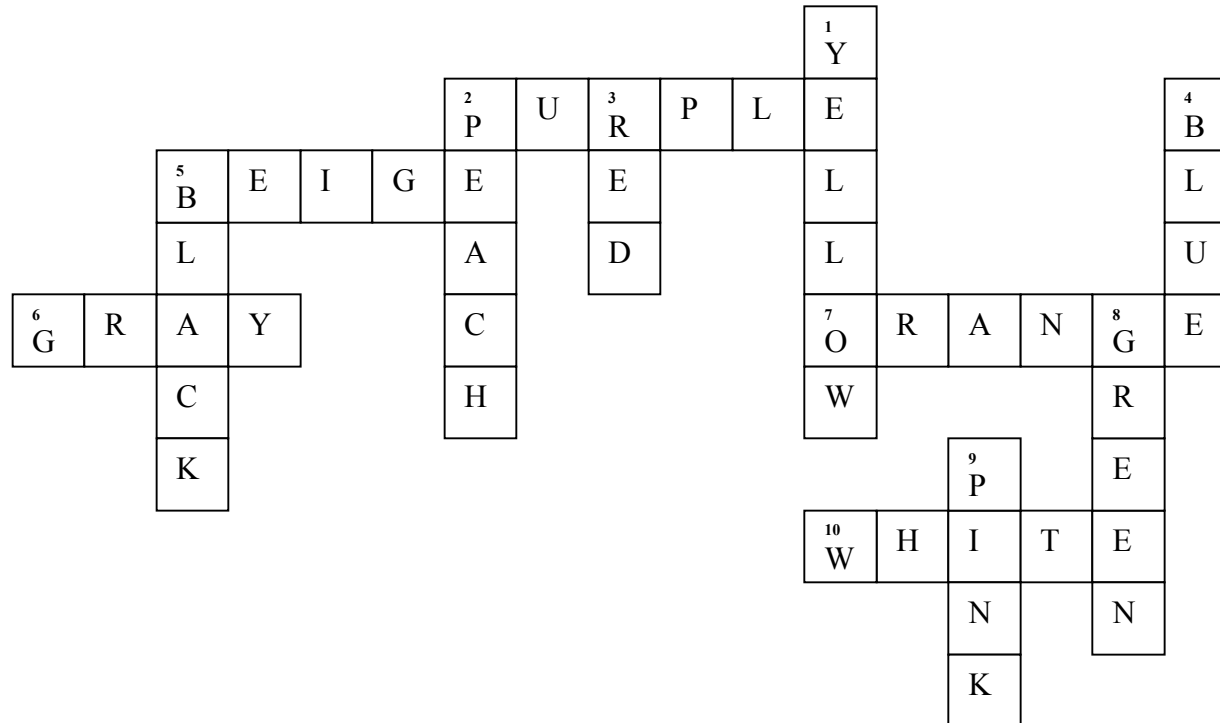 1
Y
2 3 4
P U R P L E B
5
B E I G E E L L
L A D L U
6 7 8
G R A Y C O R A N G E
C H W R
K 9 E
P
10
W H I T E
N N
K